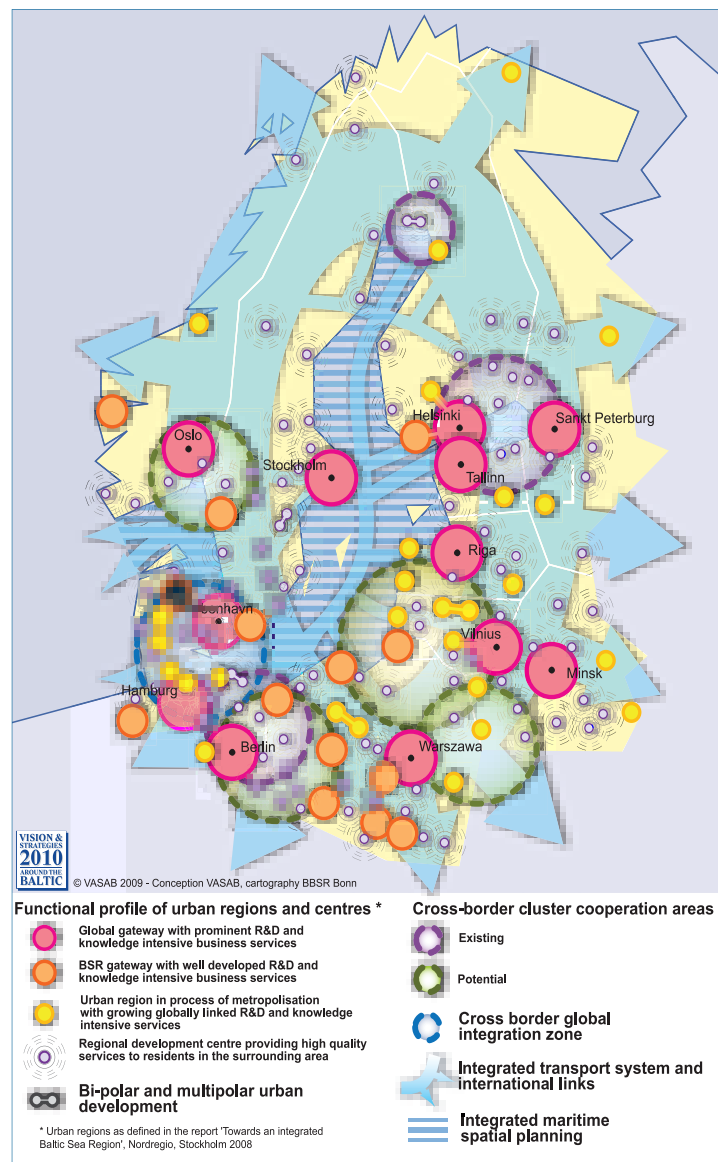 Helsinki
Sankt Peterburg
Oslo
Stockholm
Tallinn
Riga
Vilnius
Minsk
Hamburg
Berlin
Warszawa
VISION &
STRATEGIES
2010
AROUND THE
BALTIC
© VASAB 2009 - Conception VASAB, cartography BBSR Bonn
Functional profile of urban regions and centres *
Global gateway with prominent R&D and
knowledge intensive business services
BSR gateway with well developed R&D and
knowledge intensive business services
Urban region in process of metropolisation
with growing globally linked R&D and knowledge
intensive services
Regional development centre providing high quality
services to residents in the surrounding area
Bi-polar and multipolar urban
development
* Urban regions as defined in the report 'Towards an integrated
Baltic Sea Region', Nordregio, Stockholm 2008
Cross-border cluster cooperation areas
Existing
Potential
Cross border global
integration zone
Integrated transport system and
international links
Integrated maritime
spatial planning